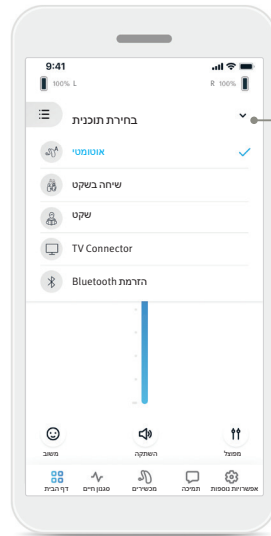 9:41
100% L
R 100%
בחירת תוכנית
אוטומטי
שיחה בשקט
שקט
TV Connector
הזרמת Bluetooth
מפוצל
השתקה
משוב
אפשרויות נוספות
תמיכה
מכשירים
סגנון חיים
דף הבית